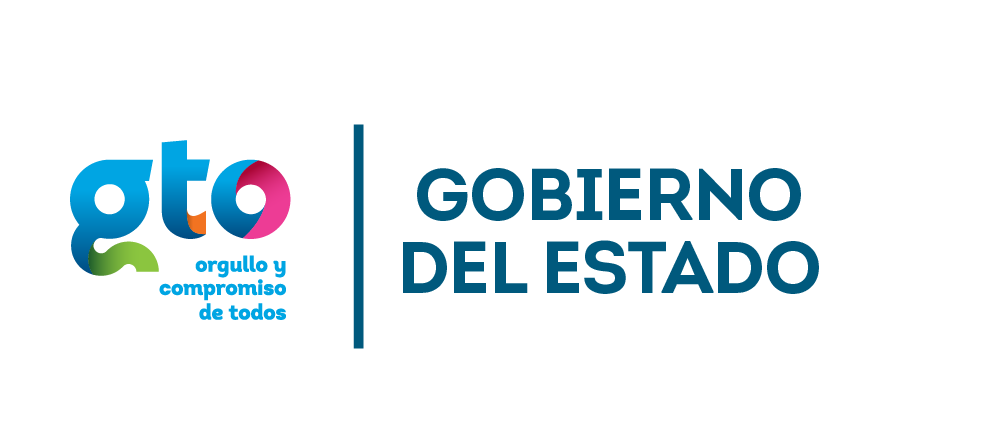 gto
orgullo y
compromiso
de todos
GOBIERNO
DEL ESTADO